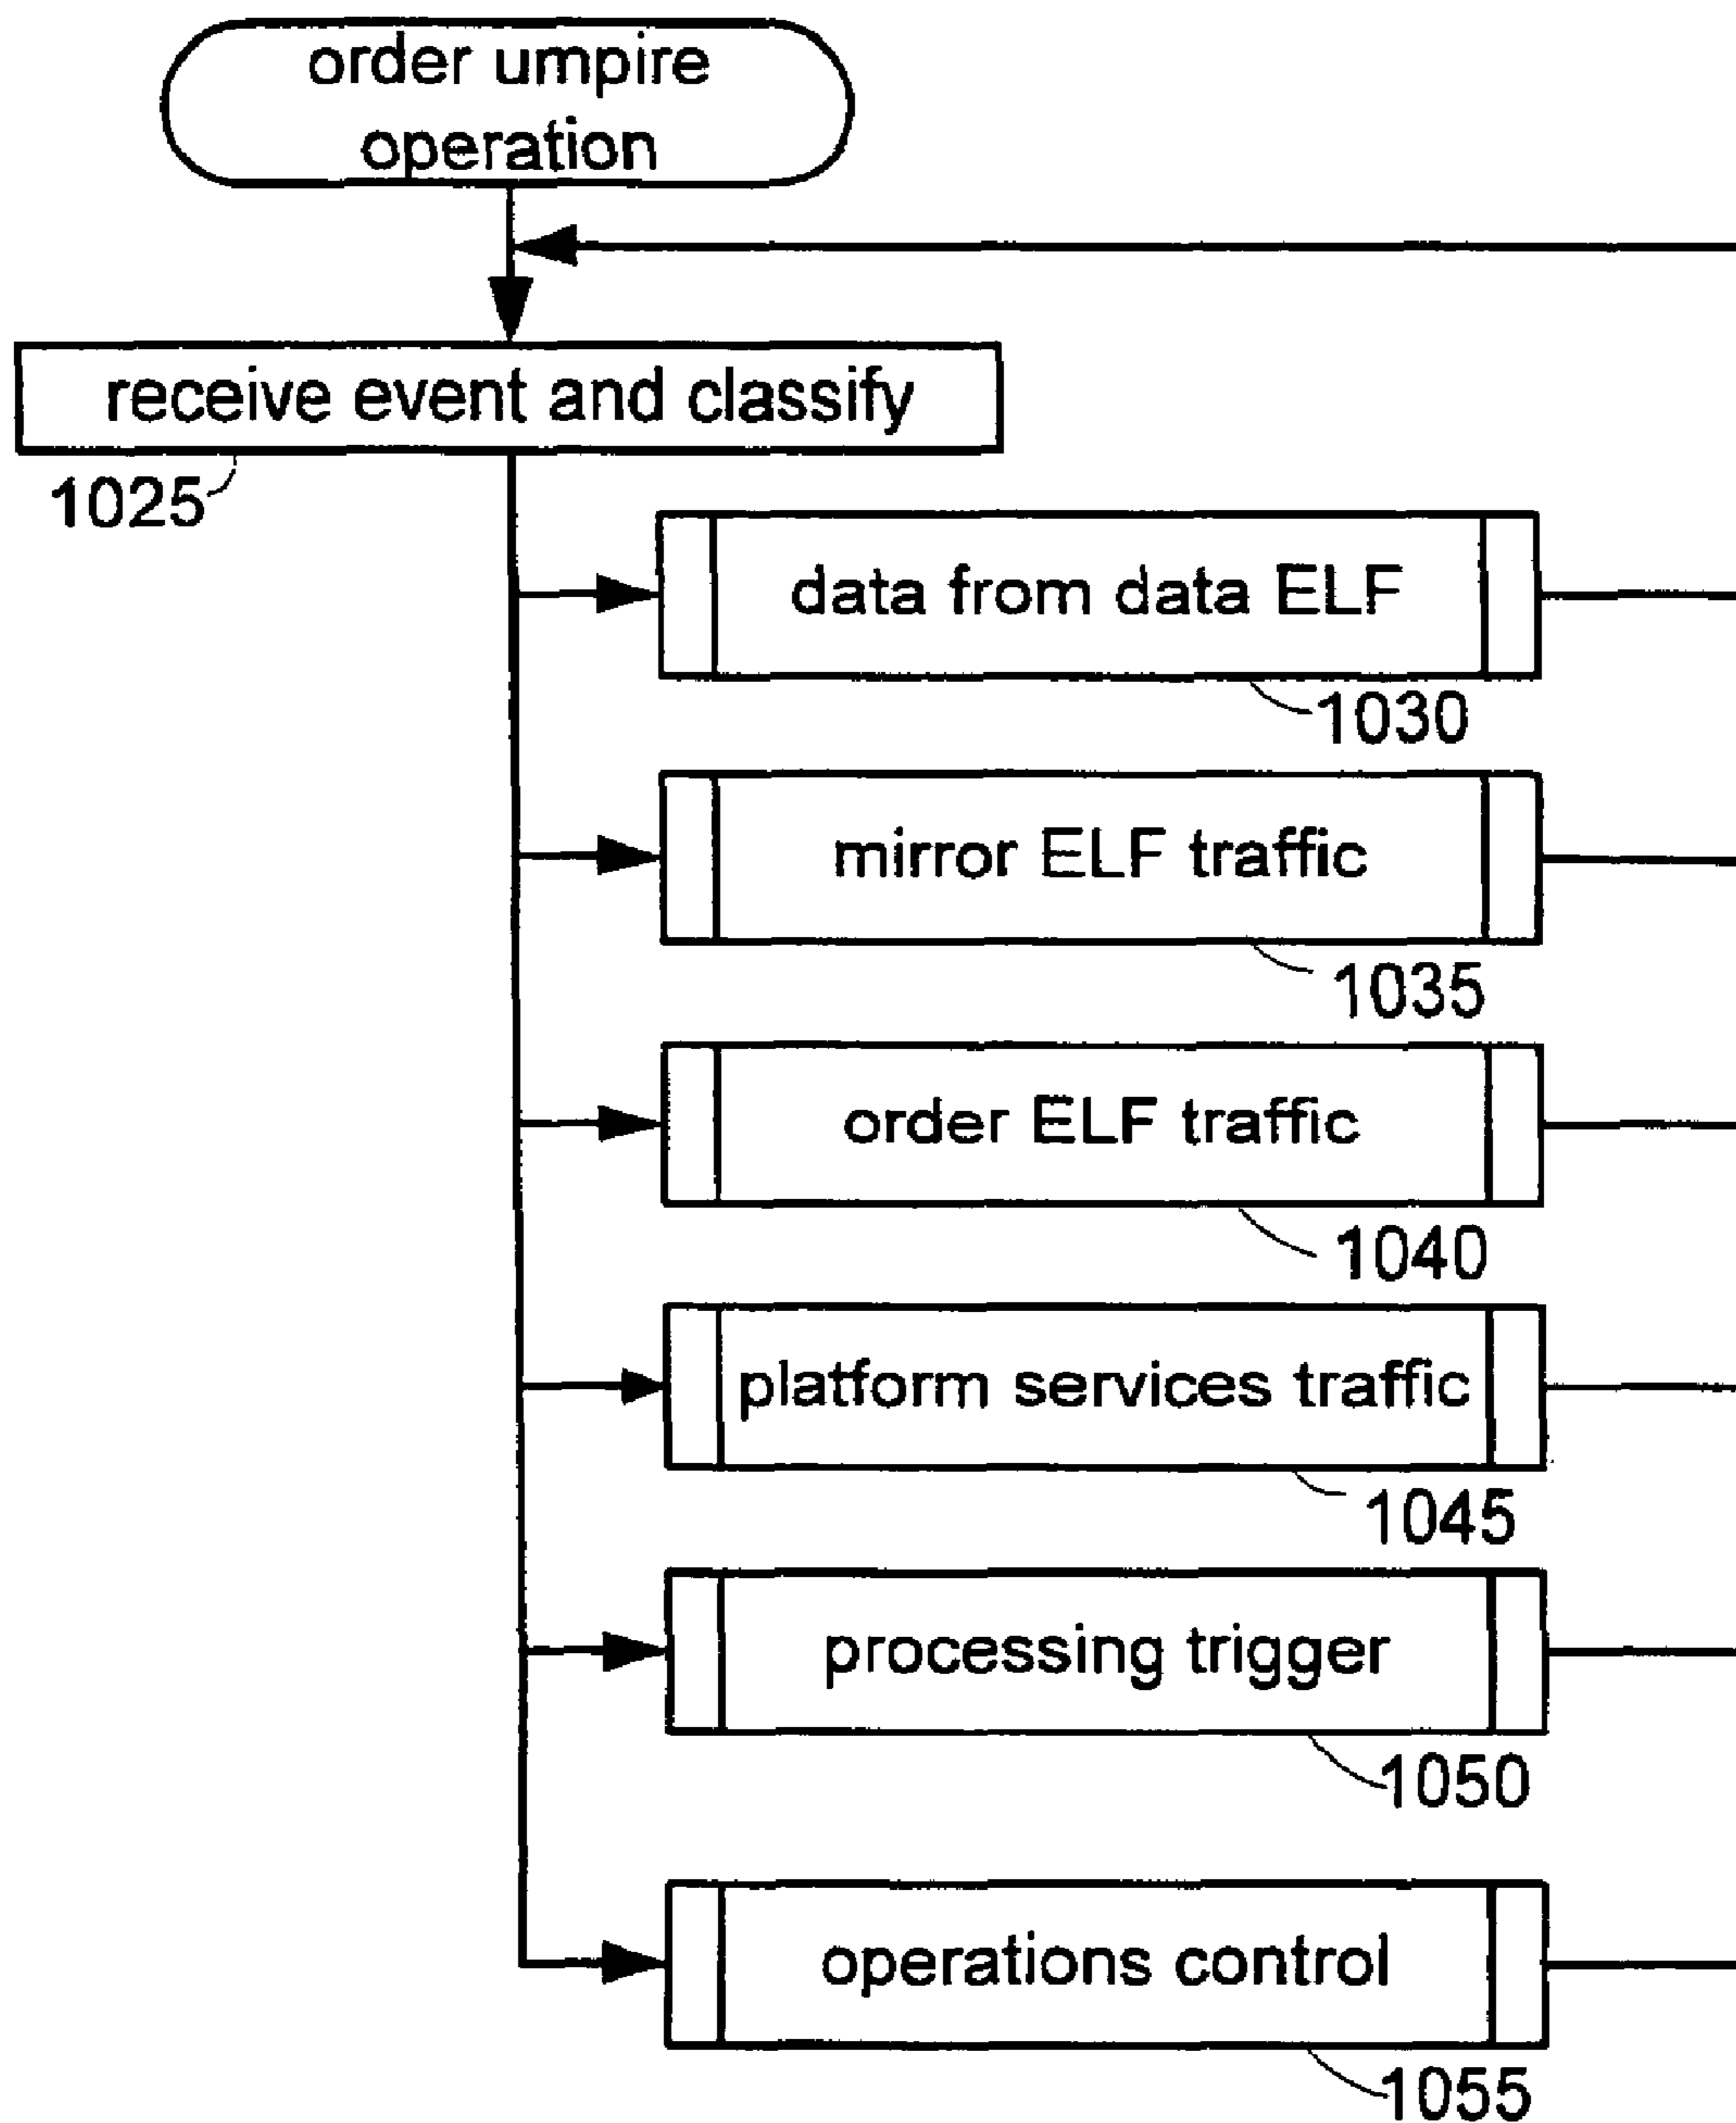 order umpire
operation
receive event and classify
1025
data from data ELF
1030
mirror ELF traffic
1035
order ELF traffic
1040
platform services traffic
1045
processing trigger
1050
operations control
1055